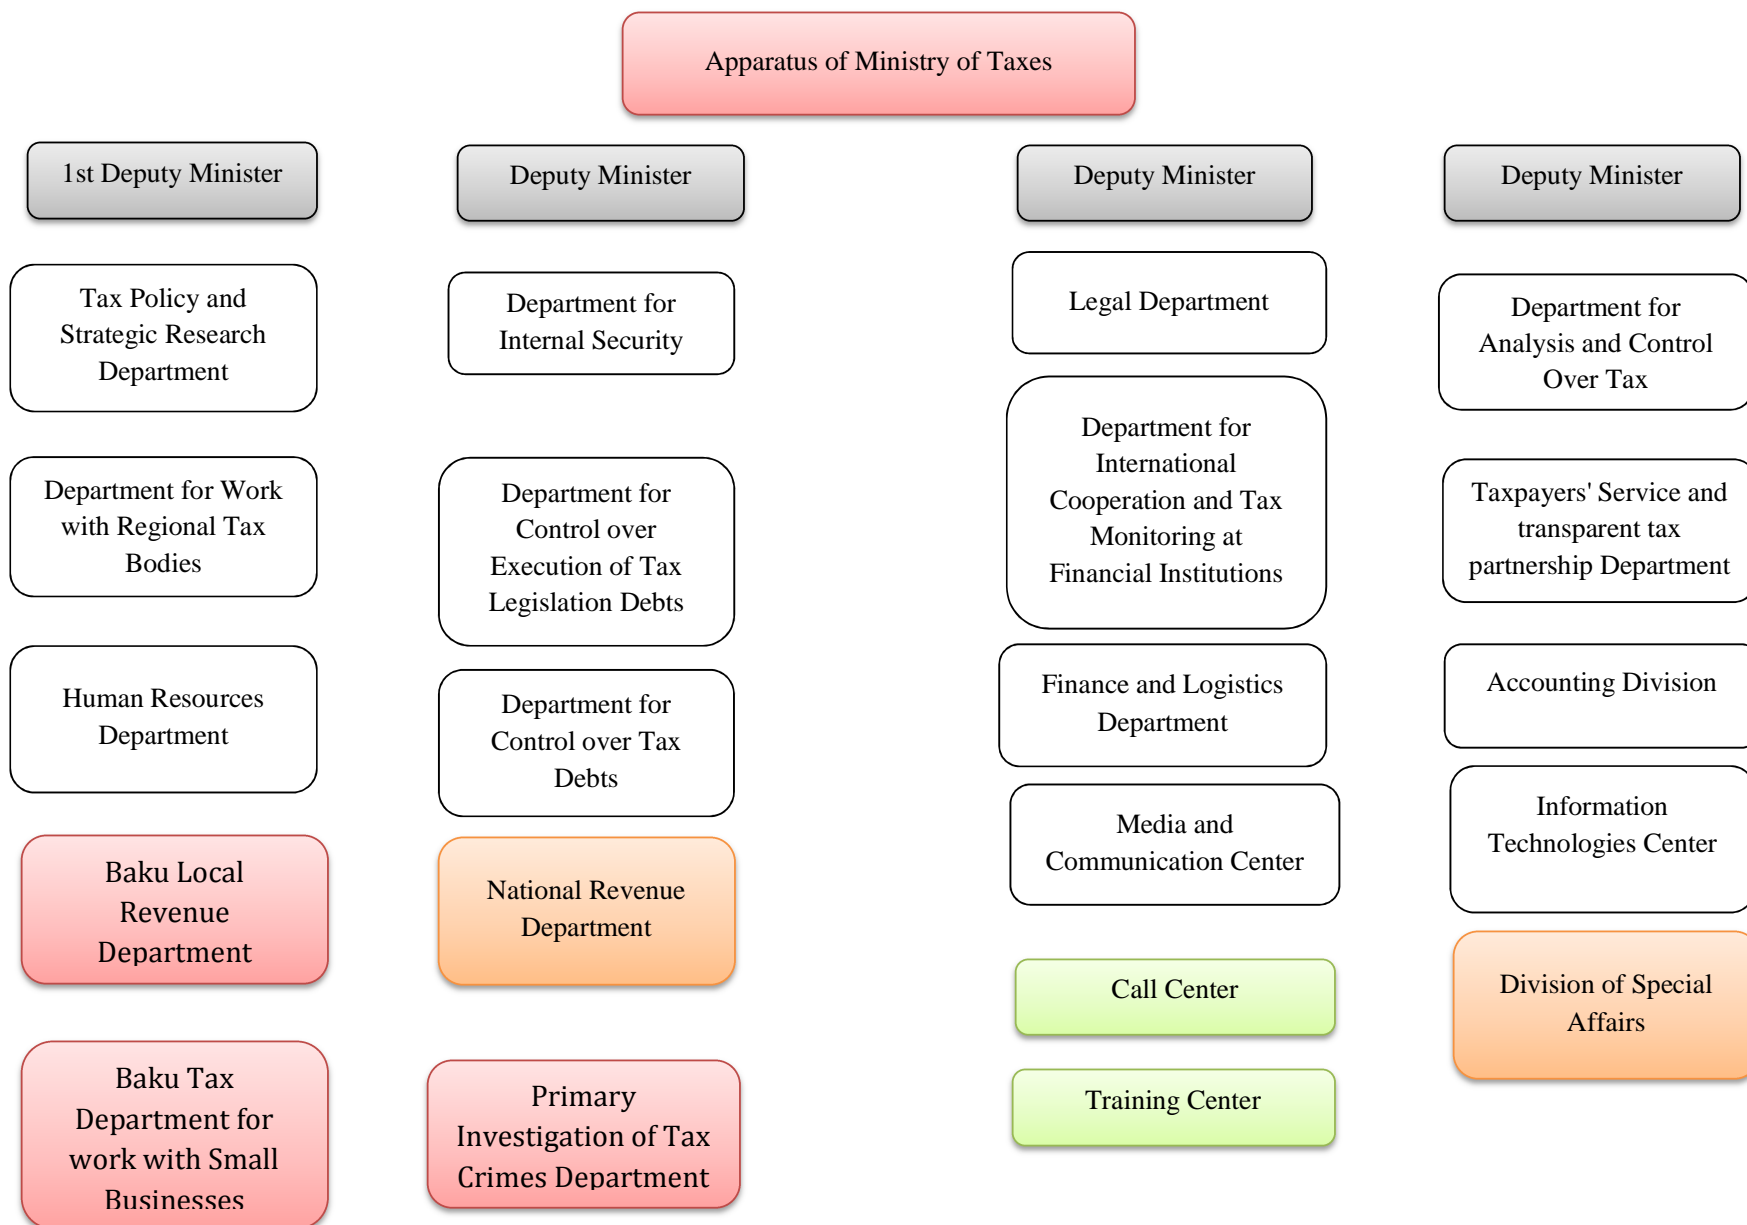 Apparatus of Ministry of Taxes
1st Deputy Minister
Tax Policy and
Strategic Research
Department
Department for Work
with Regional Tax
Bodies
Human Resources
Department
Baku Local
Revenue
Department
Baku Tax
Department for
work with Small
Businesses
Deputy Minister
Department for
Internal Security
Department for
Control over
Execution of Tax
Legislation Debts
Department for
Control over Tax
Debts
National Revenue
Department
Primary
Investigation of Tax
Crimes Department
Deputy Minister
Legal Department
Department for
International
Cooperation and Tax
Monitoring at
Financial Institutions
Finance and Logistics
Department
Media and
Communication Center
Call Center
Training Center
Deputy Minister
Department for
Analysis and Control
Over Tax
Taxpayers' Service and
transparent tax
partnership Department
Accounting Division
Information
Technologies Center
Division of Special
Affairs